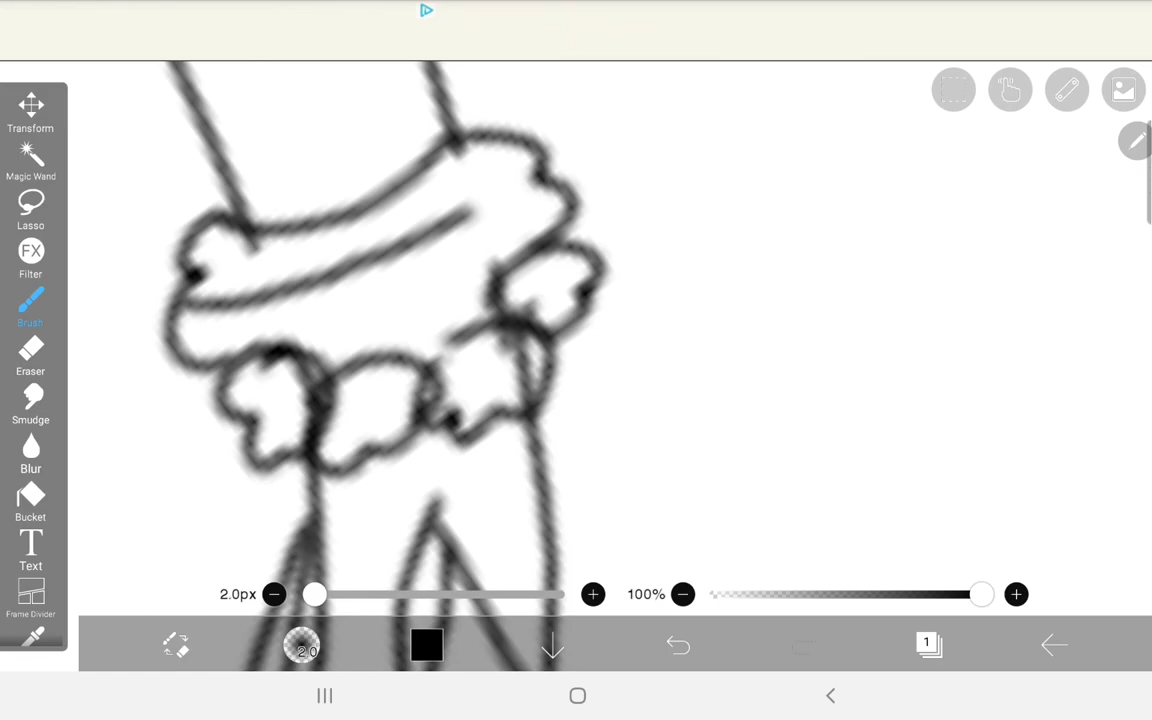 Transform
Magic Wand
Lasso
FX
Filter
Brush
Eraser
Smudge
Blur
Bucket
T
Text
Frame Divider
2.0px
100%
2.0
1